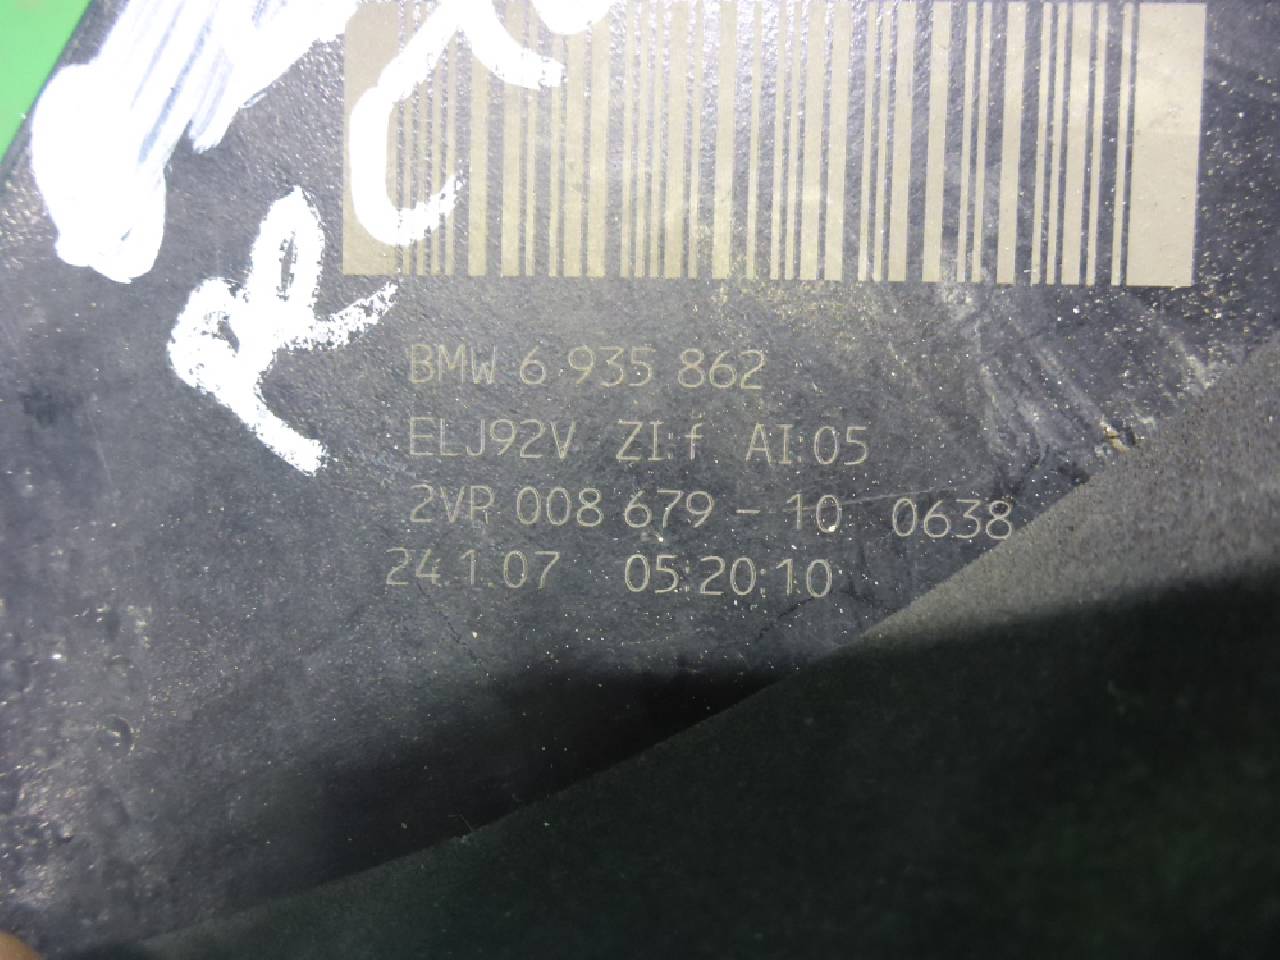 BMW 6 935 862
ELJ92V ZI:f AI:05
2VP 008 679 - 10 0638
24.1.07 05:20:10